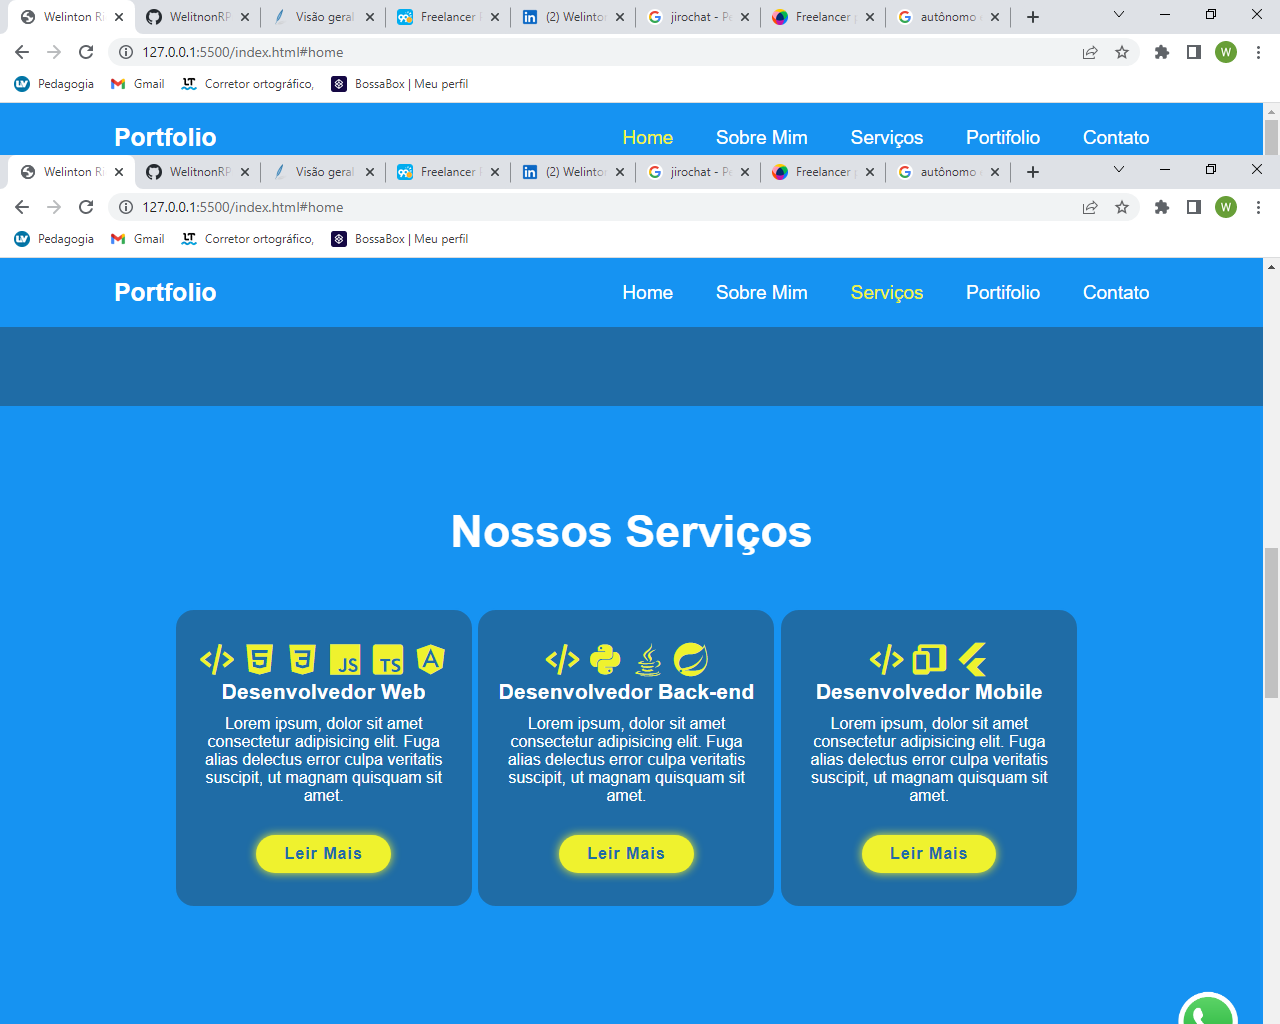 Welinton Ri WelitnonRP Visão geral Freelancer (2) Welinton jirochat - Pe Freelancer autônomo
127.0.0.1:5500/index.html#home W
Pedagogia Gmail Corretor ortográfico, BossaBox | Meu perfil
Portfolio Home Sobre Mim Serviços Portifolio Contato
Welinton Ri WelitnonRP Visão geral Freelancer (2) Welinton jirochat - Pe Freelancer autônomo
127.0.0.1:5500/index.html#home W
Pedagogia Gmail Corretor ortográfico, BossaBox | Meu perfil
Portfolio Home Sobre Mim Serviços Portifolio Contato
Nossos Serviços
Desenvolvedor Web
Lorem ipsum, dolor sit amet
consectetur adipisicing elit. Fuga
alias delectus error culpa veritatis
suscipit, ut magnam quisquam sit
amet.
Leir Mais
Desenvolvedor Back-end
Lorem ipsum, dolor sit amet
consectetur adipisicing elit. Fuga
alias delectus error culpa veritatis
suscipit, ut magnam quisquam sit
amet.
Leir Mais
Desenvolvedor Mobile
Lorem ipsum, dolor sit amet
consectetur adipisicing elit. Fuga
alias delectus error culpa veritatis
suscipit, ut magnam quisquam sit
amet.
Leir Mais